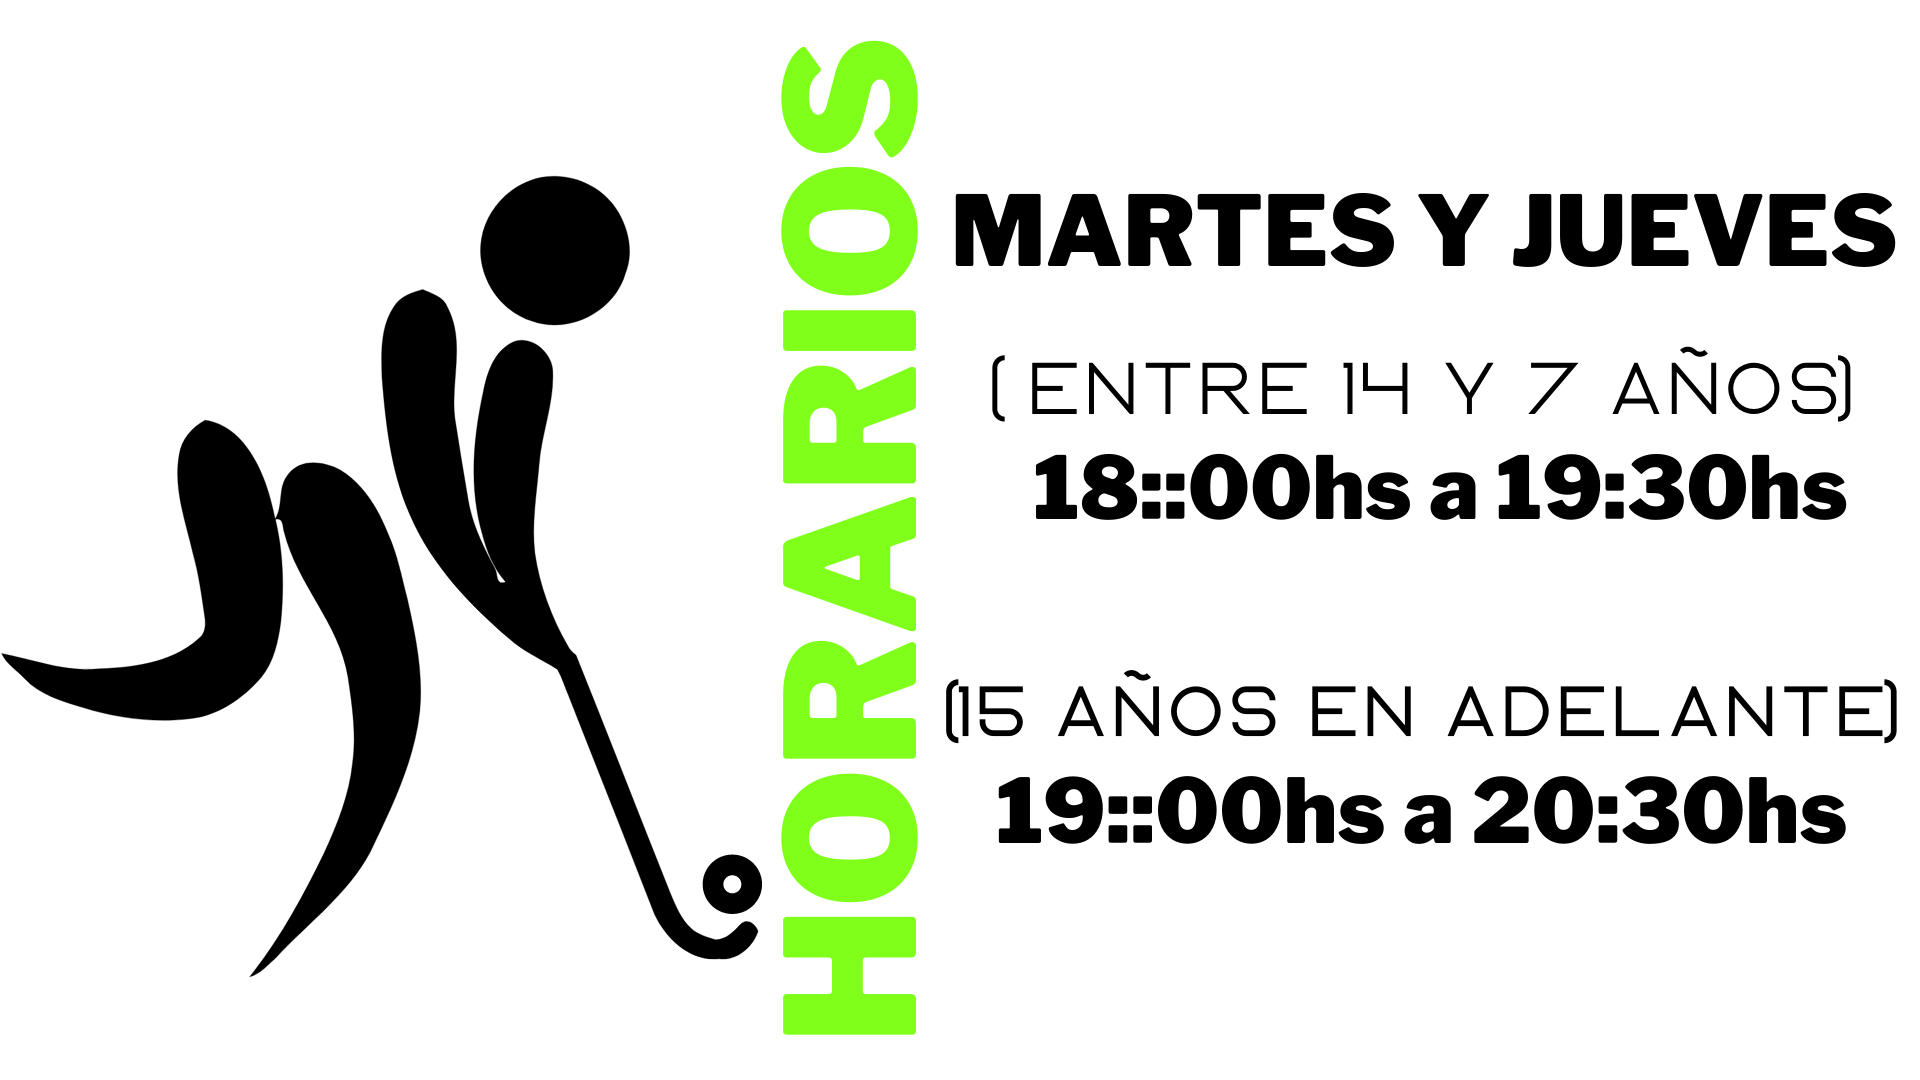 HORARIOS
MARTES Y JUEVES
( ENTRE 14 Y 7 AÑOS)
18::00hs a 19:30hs
(15 AÑOS EN ADELANTE)
19::00hs a 20:30hs